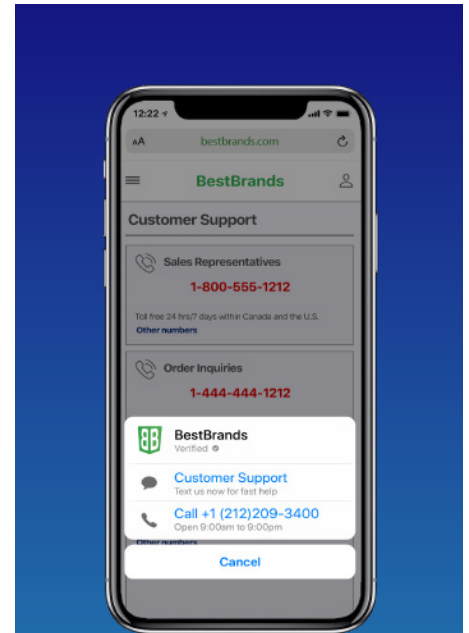 12:22
AA
bestbrands.com
BestBrands
Customer Support
Sales Representatives
1-800-555-1212
Toll free 24 hrs/7 days within Canada and the U.S.
Other numbers
Order Inquiries
1-444-444-1212
BB
BestBrands
Verified
Customer Support
Text us now for fast help
Call +1 (212)209-3400
Open 9:00am to 9:00pm
Other numbers
Cancel